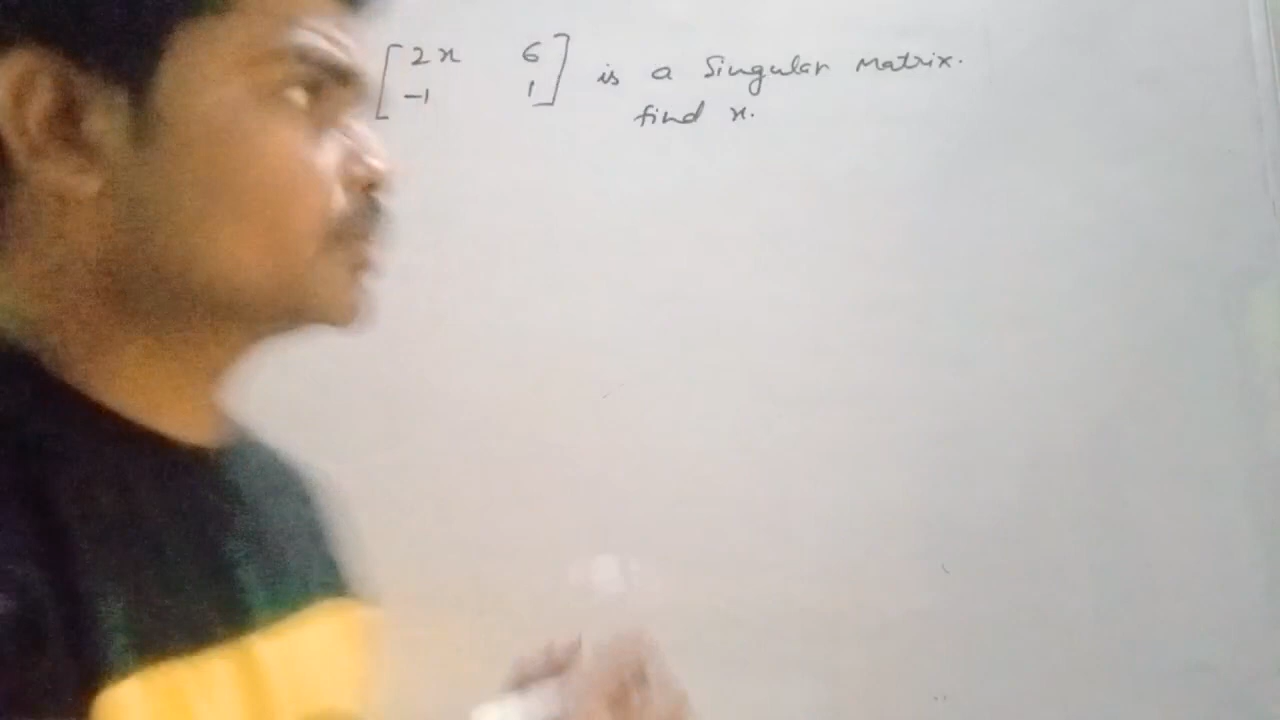 [2x 6] is a Singular Matrix.
[-1 1] find x.